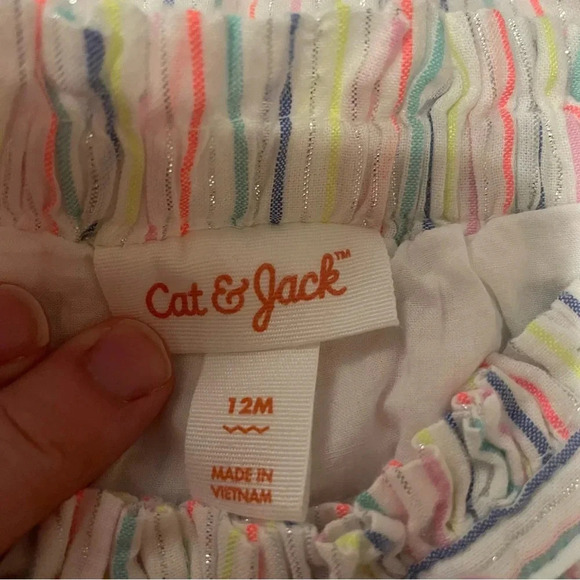 Cat & Jack™
12M
MADE IN
VIETNAM